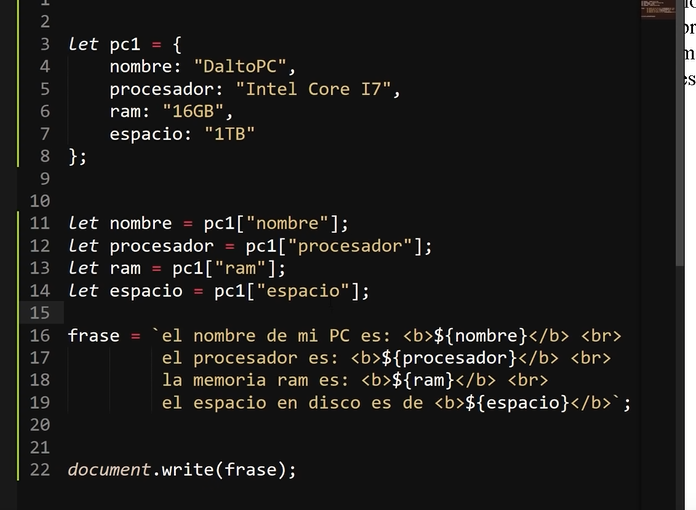 1
2
3 let pc1 = {
4     nombre: "DaltoPC",
5     procesador: "Intel Core I7",
6     ram: "16GB",
7     espacio: "1TB"
8 };
9
10
11 let nombre = pc1["nombre"];
12 let procesador = pc1["procesador"];
13 let ram = pc1["ram"];
14 let espacio = pc1["espacio"];
15
16 frase = `el nombre de mi PC es: <b>${nombre}</b> <br>
17          el procesador es: <b>${procesador}</b> <br>
18          la memoria ram es: <b>${ram}</b> <br>
19          el espacio en disco es de <b>${espacio}</b>`;
20
21
22 document.write(frase);